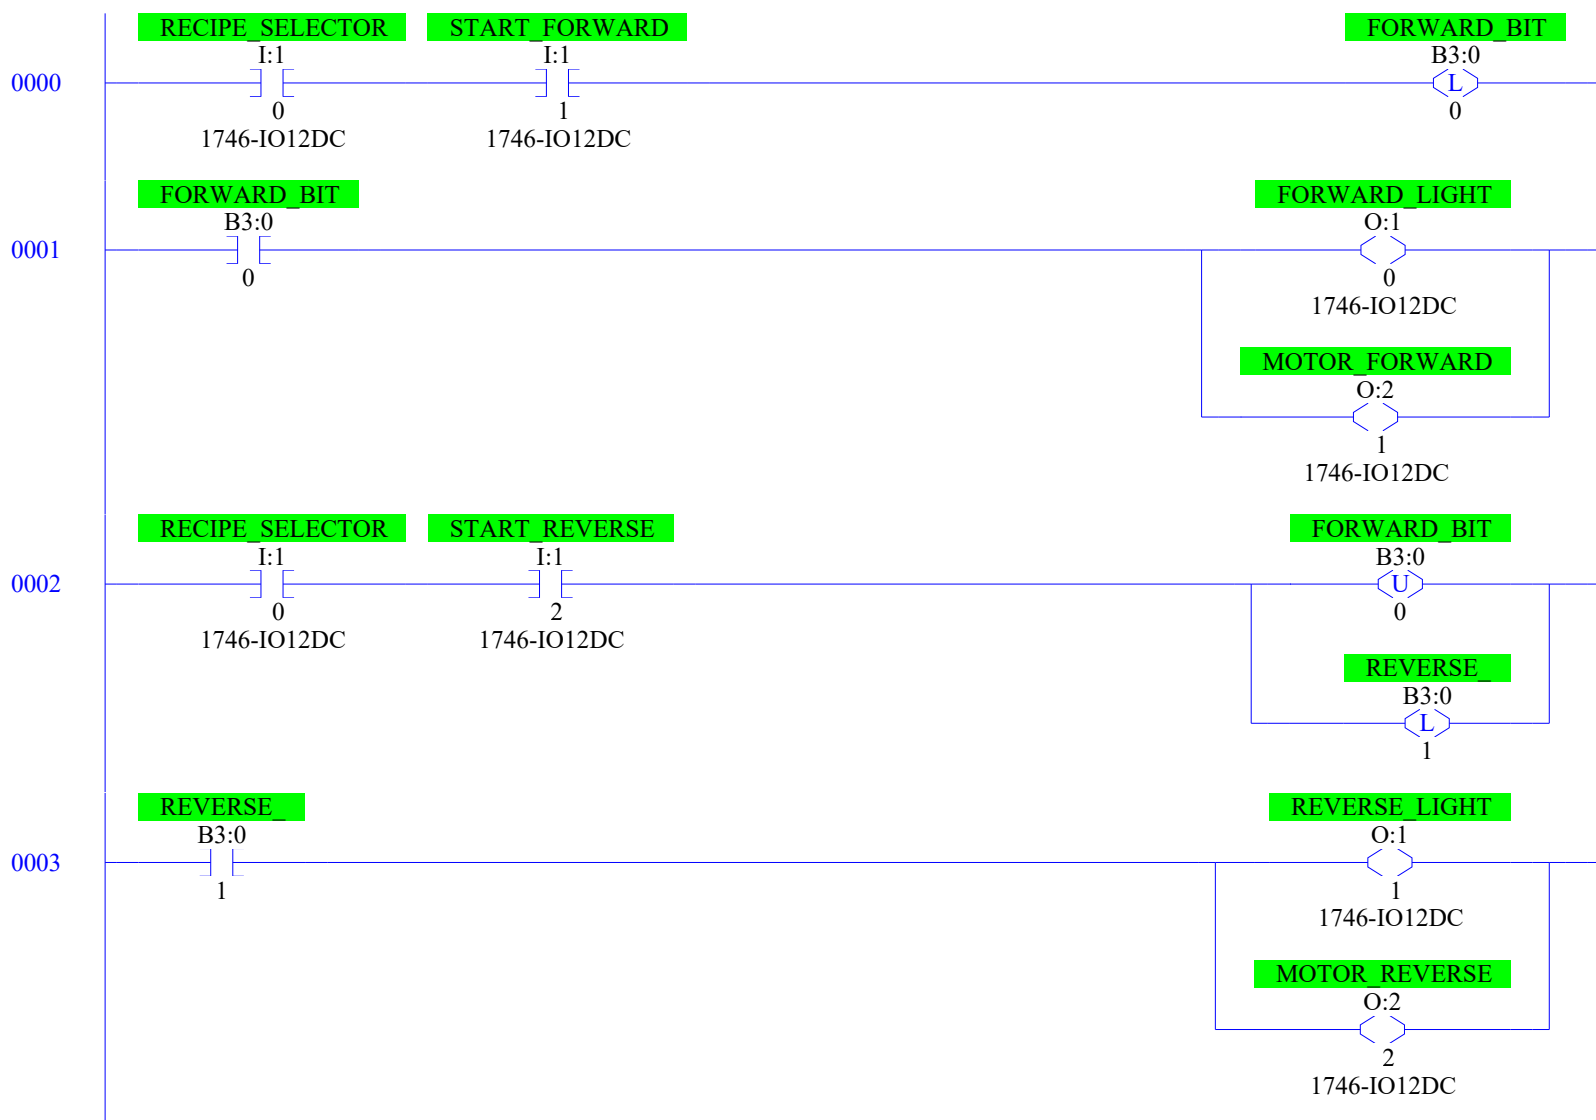 RECIPE_SELECTOR START_FORWARD FORWARD_BIT
I:1 I:1 B3:0
0000 L
0 1 0
1746-IO12DC 1746-IO12DC
FORWARD_BIT FORWARD_LIGHT
B3:0 O:1
0001
0 0
1746-IO12DC
MOTOR_FORWARD
O:2
1
1746-IO12DC
RECIPE_SELECTOR START_REVERSE FORWARD_BIT
I:1 I:1 B3:0
0002 U
0 2 0
1746-IO12DC 1746-IO12DC
REVERSE_
B3:0
L
1
REVERSE_ REVERSE_LIGHT
B3:0 O:1
0003
1 1
1746-IO12DC
MOTOR_REVERSE
O:2
2
1746-IO12DC